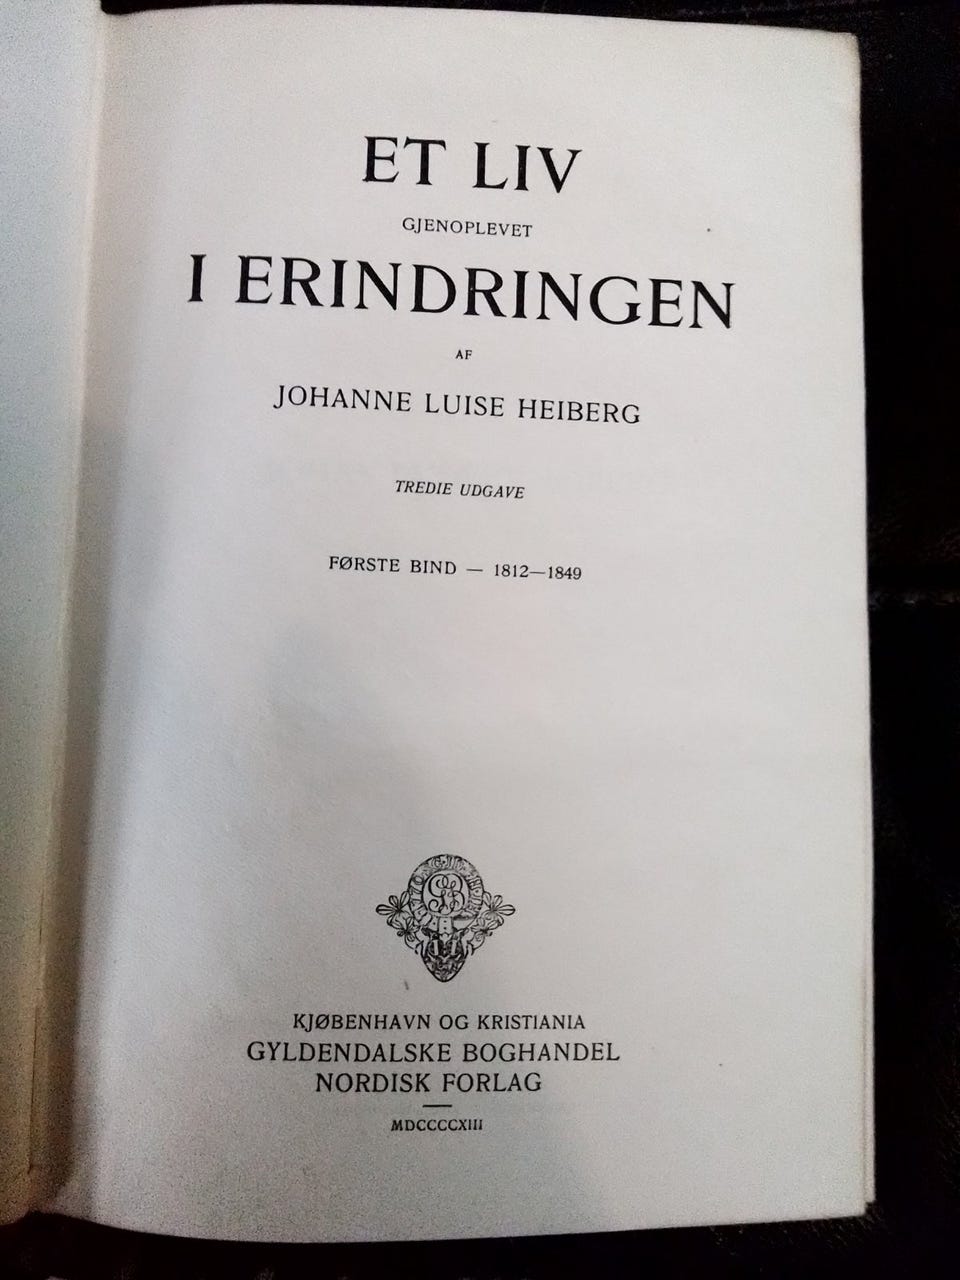 ET LIV
GJENOPLEVET
I ERINDRINGEN
AF
JOHANNE LUISE HEIBERG
TREDIE UDGAVE
FØRSTE BIND — 1812—1849
KJØBENHAVN OG KRISTIANIA
GYLDENDALSKE BOGHANDEL
NORDISK FORLAG
MDCCCCXIII